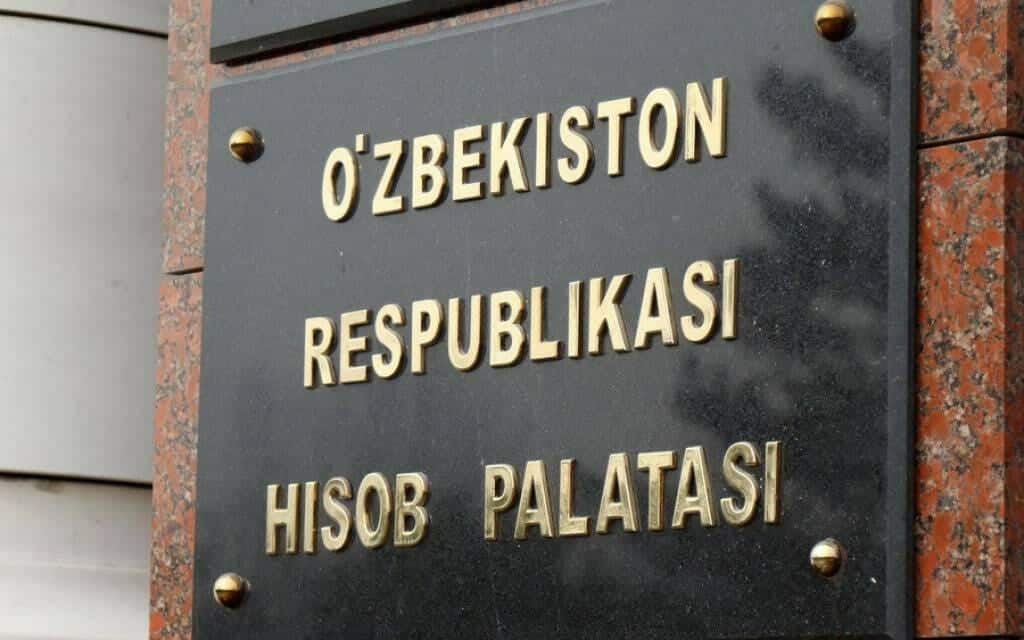 O'ZBEKISTON
RESPUBLIKASI
HISOB PALATASI